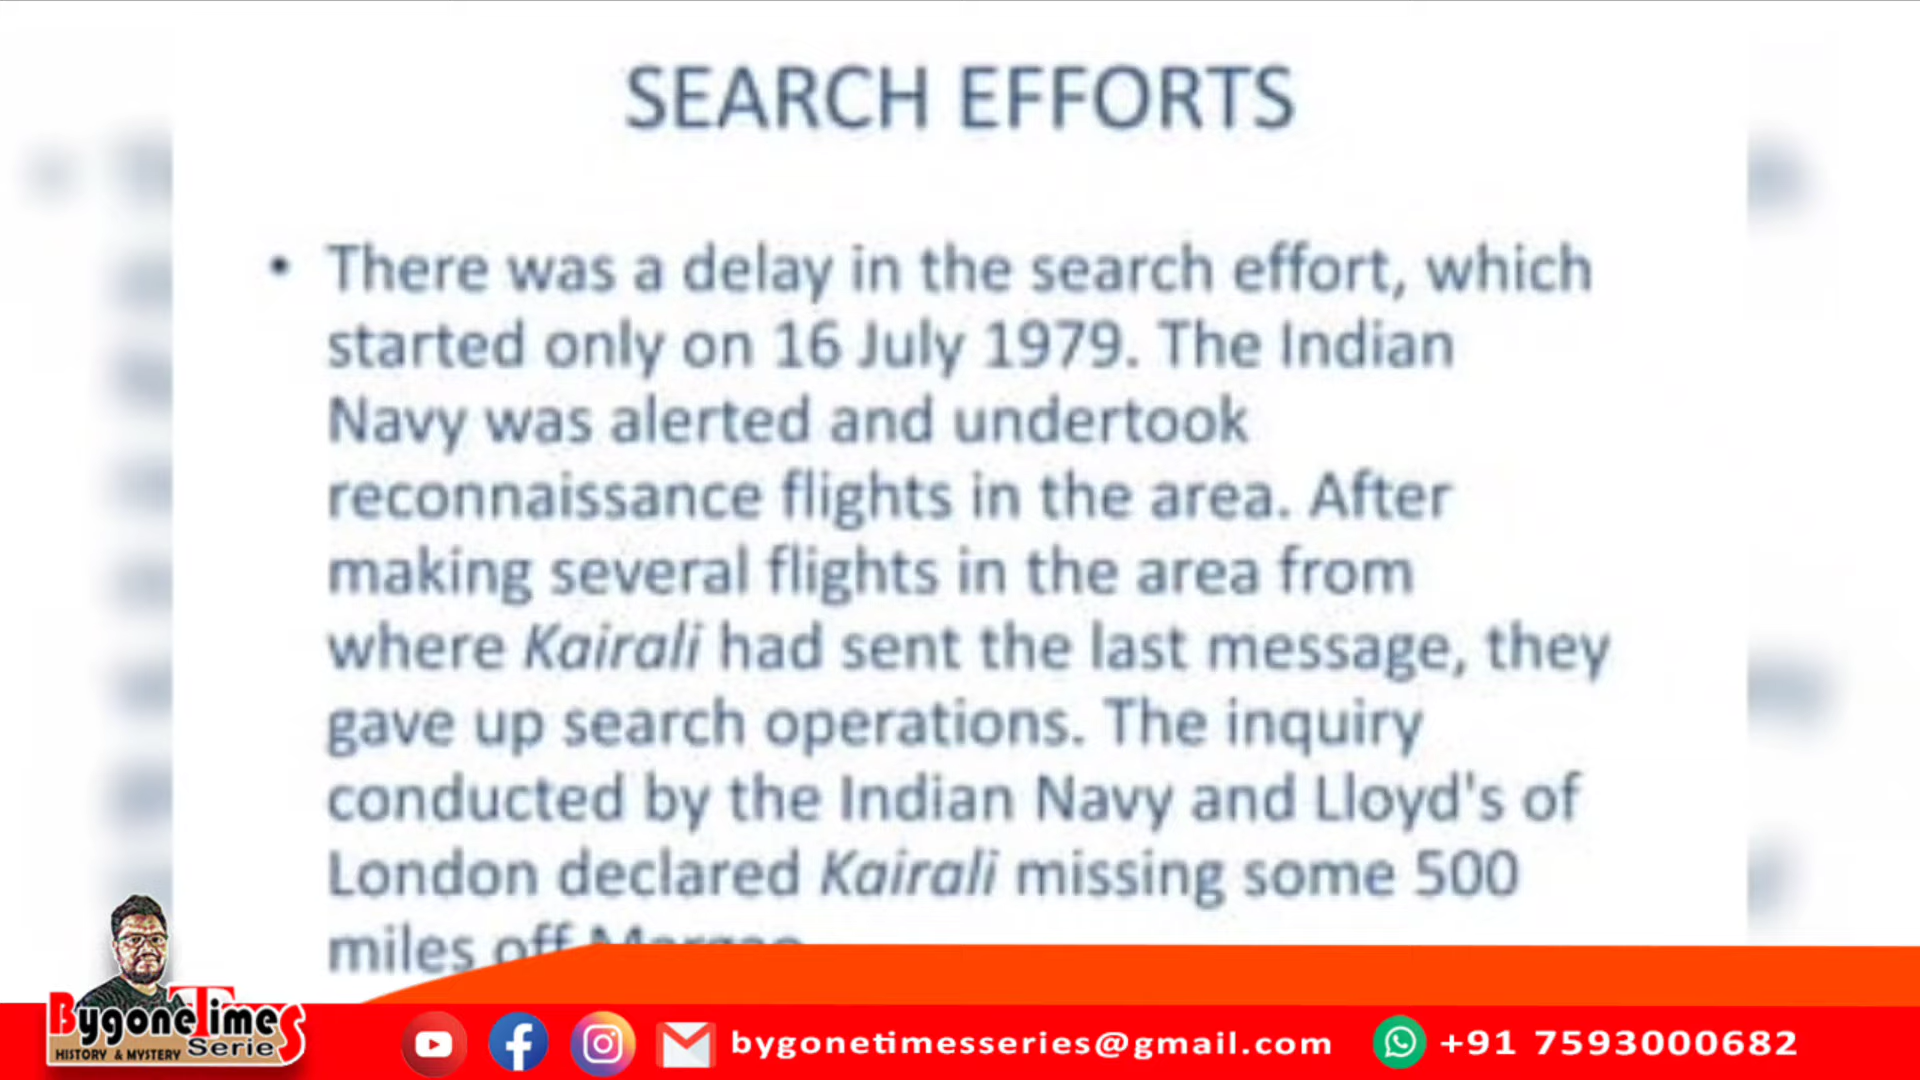 SEARCH EFFORTS
• There was a delay in the search effort, which
started only on 16 July 1979. The Indian
Navy was alerted and undertook
reconnaissance flights in the area. After
making several flights in the area from
where Kairali had sent the last message, they
gave up search operations. The inquiry
conducted by the Indian Navy and Lloyd's of
London declared Kairali missing some 500
miles off
BygoneTimes
HISTORY & MYSTERY Serie
bygonetimesseries@gmail.com
+91 7593000682